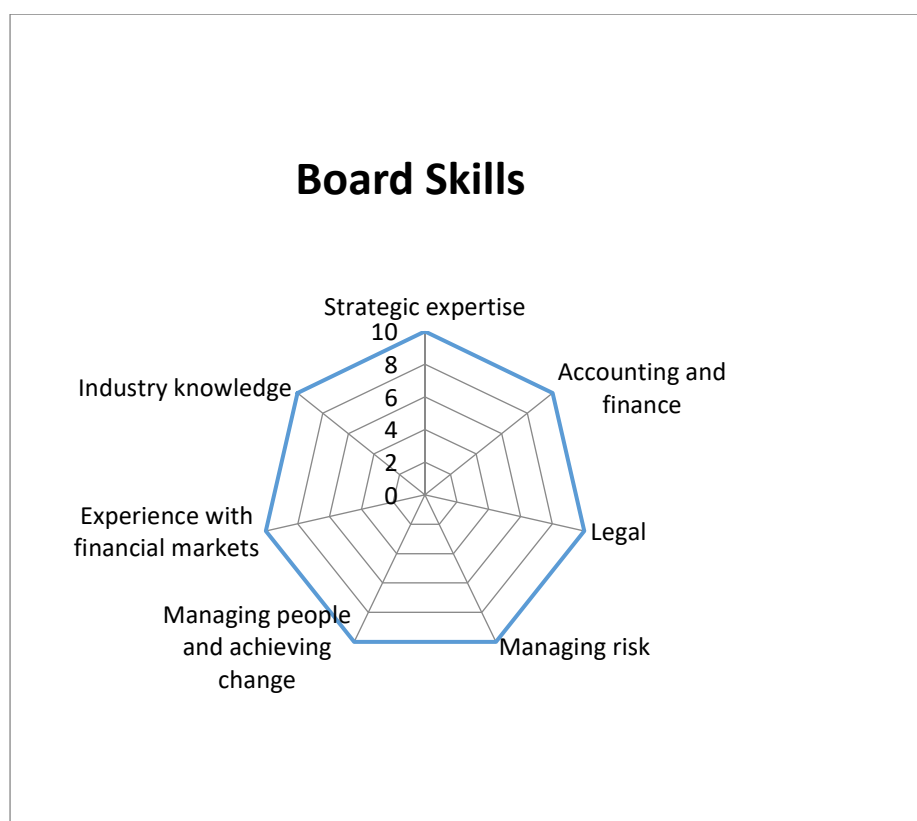 Board Skills
Strategic expertise
10
8
6
4
2
0
Accounting and
finance
Legal
Managing risk
Managing people
and achieving
change
Experience with
financial markets
Industry knowledge